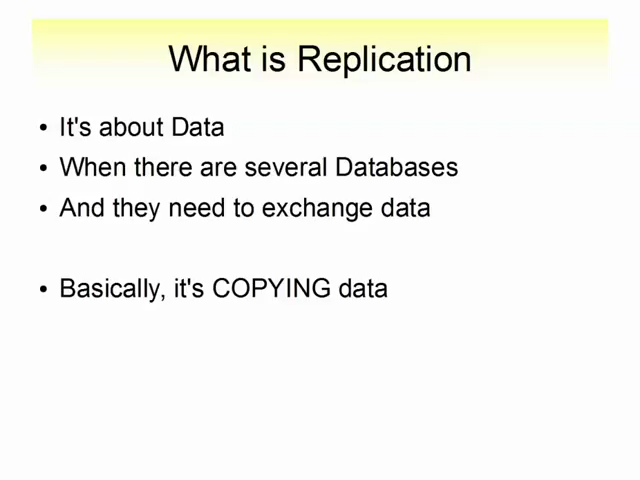 What is Replication
• It's about Data
• When there are several Databases
• And they need to exchange data
• Basically, it's COPYING data